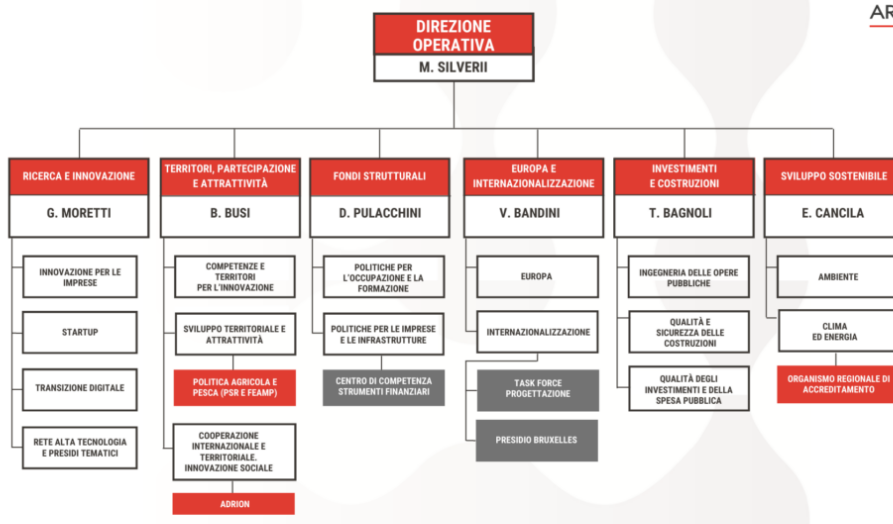 AR
DIREZIONE
OPERATIVA
M. SILVERII
RICERCA E INNOVAZIONE
G. MORETTI
INNOVAZIONE PER LE
IMPRESE
STARTUP
TRANSIZIONE DIGITALE
RETE ALTA TECNOLOGIA
E PRESIDI TEMATICI
TERRITORI, PARTECIPAZIONE
E ATTRATTIVITÀ
B. BUSI
COMPETENZE E
TERRITORI
PER L'INNOVAZIONE
SVILUPPO TERRITORIALE E
ATTRATTIVITÀ
POLITICA AGRICOLA E
PESCA (PSR E FEAMP)
COOPERAZIONE
INTERNAZIONALE E
TERRITORIALE.
INNOVAZIONE SOCIALE
ADRION
FONDI STRUTTURALI
D. PULACCHINI
POLITICHE PER
L'OCCUPAZIONE E LA
FORMAZIONE
POLITICHE PER LE IMPRESE
E LE INFRASTRUTTURE
CENTRO DI COMPETENZA
STRUMENTI FINANZIARI
EUROPA E
INTERNAZIONALIZZAZIONE
V. BANDINI
EUROPA
INTERNAZIONALIZZAZIONE
TASK FORCE
PROGETTAZIONE
PRESIDIO BRUXELLES
INVESTIMENTI
E COSTRUZIONI
T. BAGNOLI
INGEGNERIA DELLE OPERE
PUBBLICHE
QUALITÀ E
SICUREZZA DELLE
COSTRUZIONI
QUALITÀ DEGLI
INVESTIMENTI E DELLA
SPESA PUBBLICA
SVILUPPO SOSTENIBILE
E. CANCILA
AMBIENTE
CLIMA
ED ENERGIA
ORGANISMO REGIONALE DI
ACCREDITAMENTO